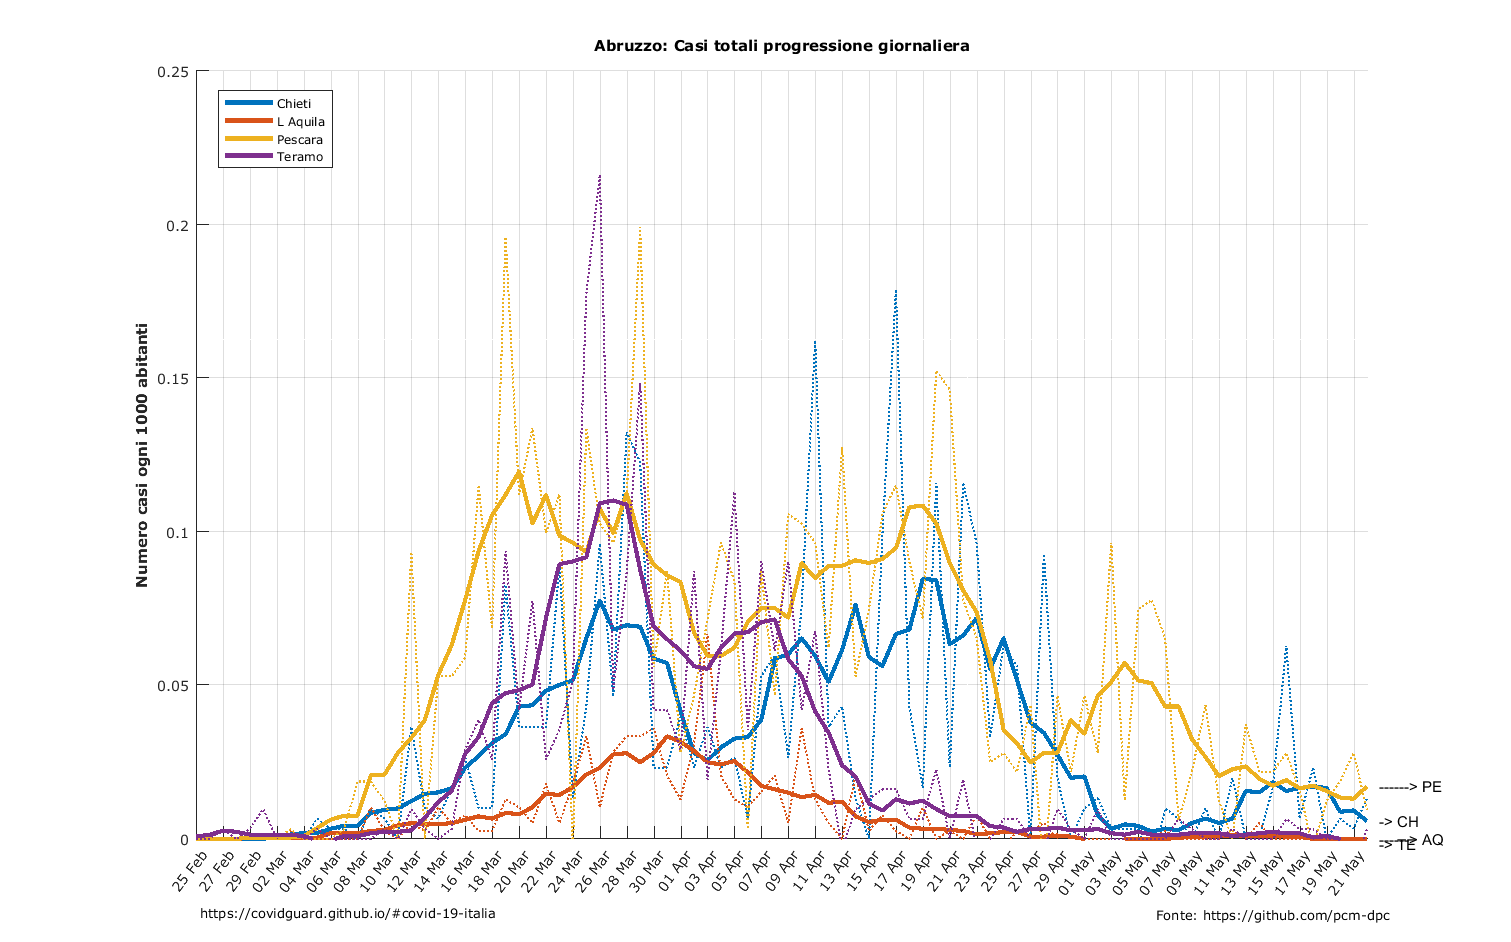 Abruzzo: Casi totali progressione giornaliera
Numero casi ogni 1000 abitanti
0.25
0.2
0.15
0.1
0.05
0
Chieti
L Aquila
Pescara
Teramo
------> PE
-> CH
------> AQ
-> TE
25 Feb
27 Feb
29 Feb
02 Mar
04 Mar
06 Mar
08 Mar
10 Mar
12 Mar
14 Mar
16 Mar
18 Mar
20 Mar
22 Mar
24 Mar
26 Mar
28 Mar
30 Mar
01 Apr
03 Apr
05 Apr
07 Apr
09 Apr
11 Apr
13 Apr
15 Apr
17 Apr
19 Apr
21 Apr
23 Apr
25 Apr
27 Apr
29 Apr
01 May
03 May
05 May
07 May
09 May
11 May
13 May
15 May
17 May
19 May
21 May
https://covidguard.github.io/#covid-19-italia
Fonte: https://github.com/pcm-dpc